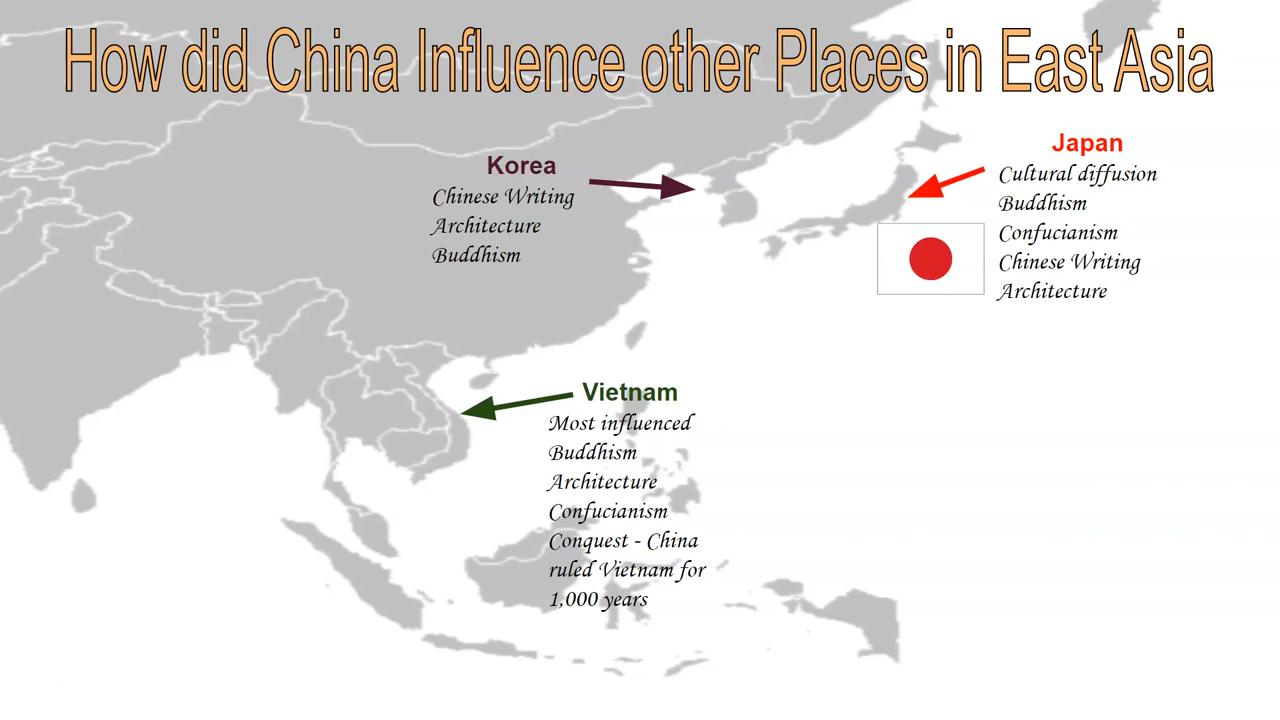 How did China Influence other Places in East Asia
Korea
Chinese Writing
Architecture
Buddhism
Japan
Cultural diffusion
Buddhism
Confucianism
Chinese Writing
Architecture
Vietnam
Most influenced
Buddhism
Architecture
Confucianism
Conquest - China
ruled Vietnam for
1,000 years